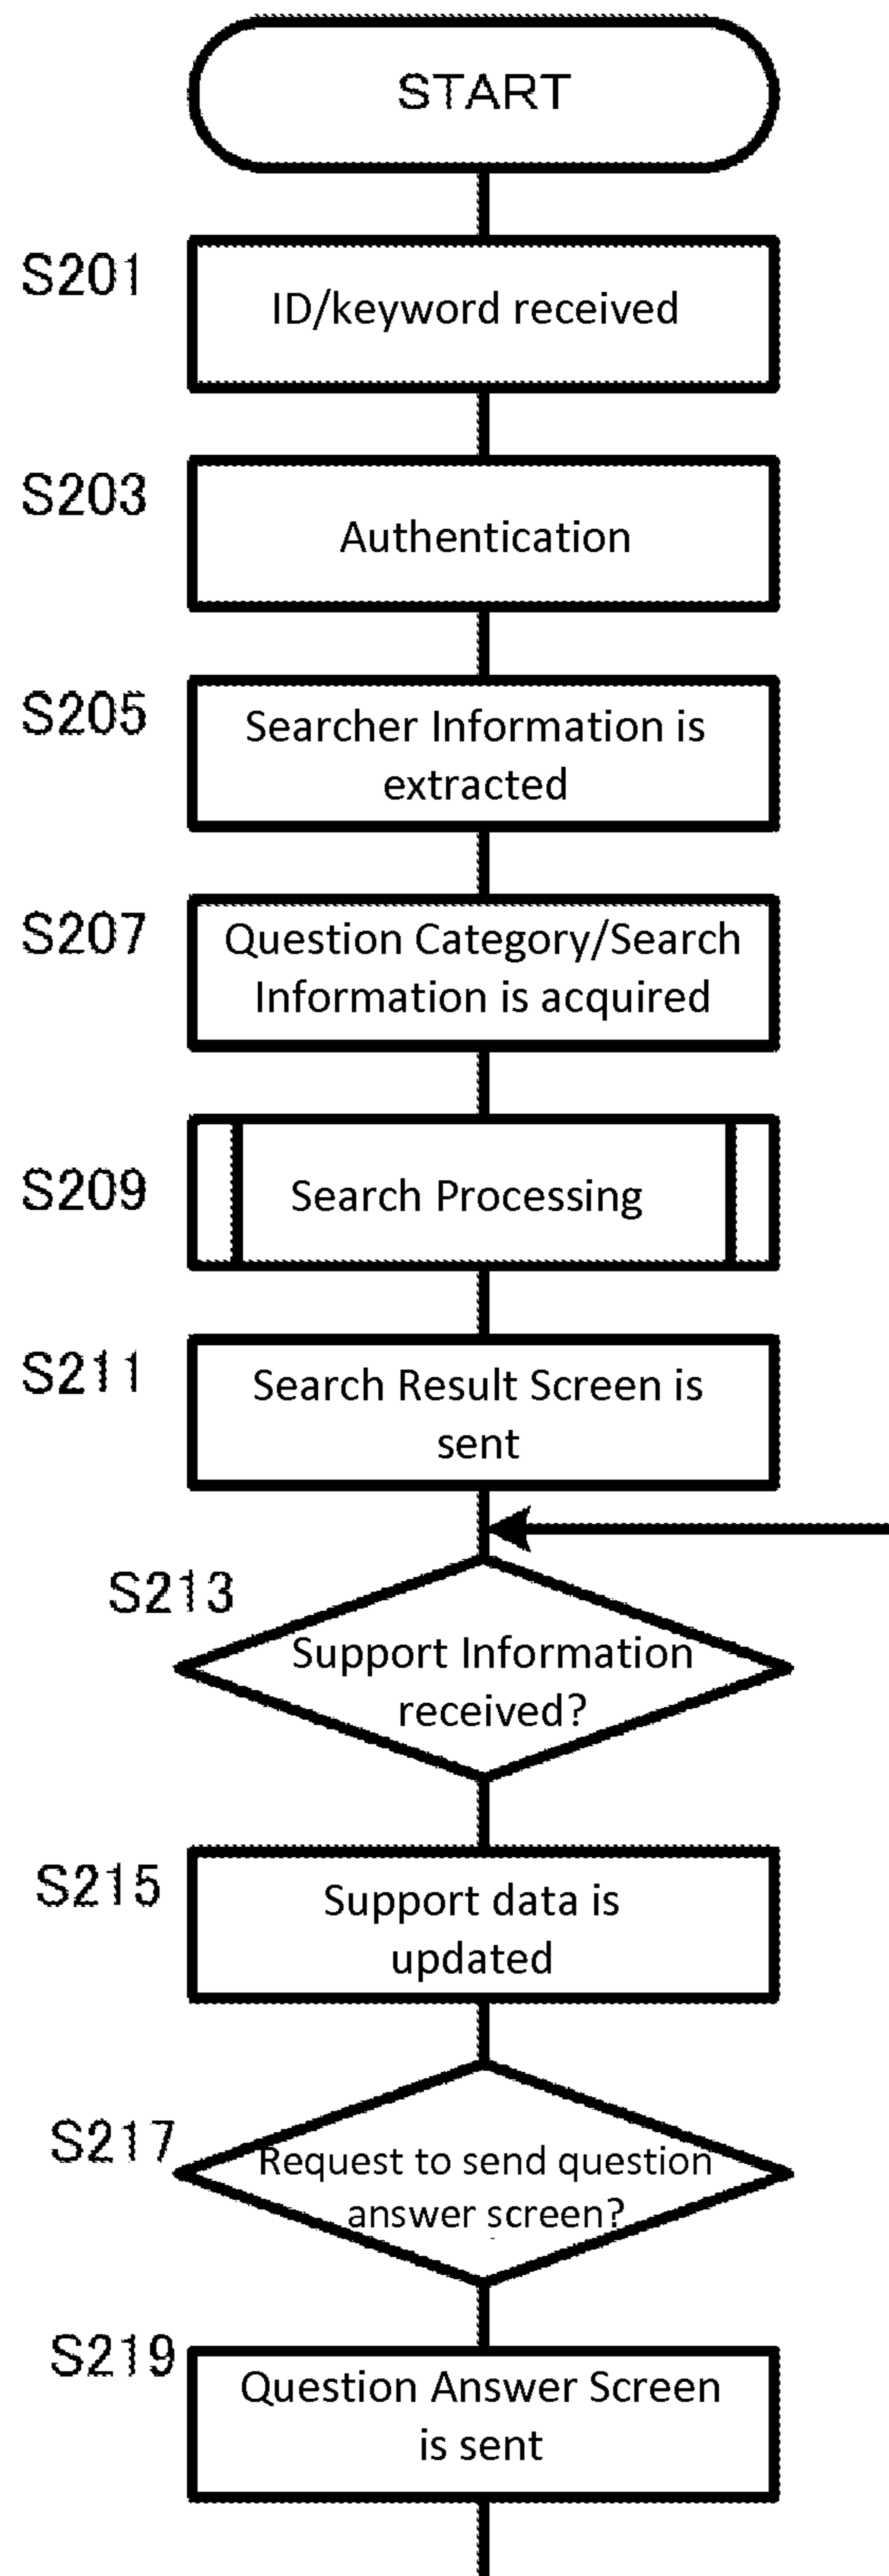 START
S201
ID/keyword received
S203
Authentication
S205
Searcher Information is
extracted
S207
Question Category/Search
Information is acquired
S209
Search Processing
S211
Search Result Screen is
sent
S213
Support Information
received?
S215
Support data is
updated
S217
Request to send question
answer screen?
S219
Question Answer Screen
is sent